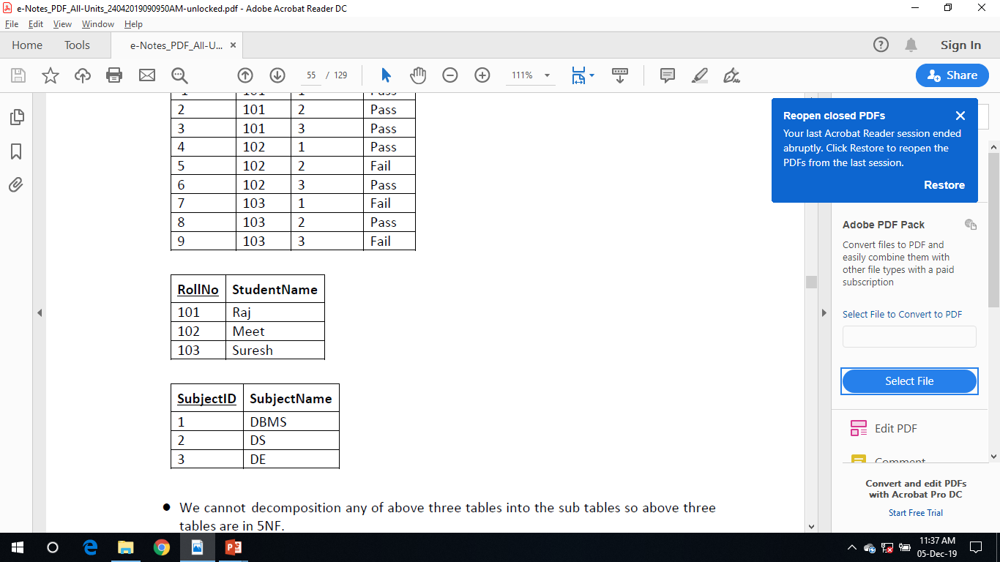 e-Notes_PDF_All-Units_24042019090950AM-unlocked.pdf - Adobe Acrobat Reader DC
File Edit View Window Help
Home Tools e-Notes_PDF_All-U... × Sign In
55 / 129 111% Share
1 101 1 Pass
2 101 2 Pass
3 101 3 Pass
4 102 1 Pass
5 102 2 Fail
6 102 3 Pass
7 103 1 Fail
8 103 2 Pass
9 103 3 Fail
RollNo StudentName
101 Raj
102 Meet
103 Suresh
SubjectID SubjectName
1 DBMS
2 DS
3 DE
● We cannot decomposition any of above three tables into the sub tables so above three
tables are in 5NF.
Reopen closed PDFs
Your last Acrobat Reader session ended
abruptly. Click Restore to reopen the
PDFs from the last session.
Restore
Adobe PDF Pack
Convert files to PDF and
easily combine them with
other file types with a paid
subscription
Select File to Convert to PDF
Select File
Edit PDF
Comment
Convert and edit PDFs
with Acrobat Pro DC
Start Free Trial
11:37 AM
05-Dec-19